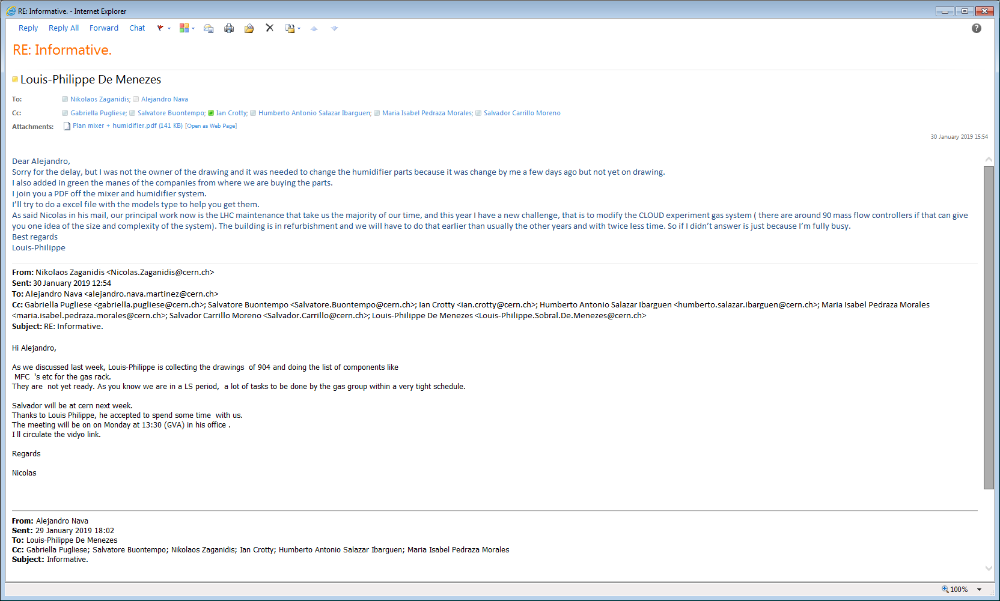 RE: Informative. - Internet Explorer
Reply Reply All Forward Chat
RE: Informative.
Louis-Philippe De Menezes
To: Nikolaos Zaganidis; Alejandro Nava
Cc: Gabriella Pugliese; Salvatore Buontempo; Ian Crotty; Humberto Antonio Salazar Ibarguen; Maria Isabel Pedraza Morales; Salvador Carrillo Moreno
Attachments: Plan mixer + humidifier.pdf (141 KB) [Open as Web Page]
30 January 2019 15:54
Dear Alejandro,
Sorry for the delay, but I was not the owner of the drawing and it was needed to change the humidifier parts because it was change by me a few days ago but not yet on drawing.
I also added in green the manes of the companies from where we are buying the parts.
I join you a PDF off the mixer and humidifier system.
I'll try to do a excel file with the models type to help you get them.
As said Nicolas in his mail, our principal work now is the LHC maintenance that take us the majority of our time, and this year I have a new challenge, that is to modify the CLOUD experiment gas system ( there are around 90 mass flow controllers if that can give
you one idea of the size and complexity of the system). The building is in refurbishment and we will have to do that earlier than usually the other years and with twice less time. So if I didn't answer is just because I'm fully busy.
Best regards
Louis-Philippe
From: Nikolaos Zaganidis <Nicolas.Zaganidis@cern.ch>
Sent: 30 January 2019 12:54
To: Alejandro Nava <alejandro.nava.martinez@cern.ch>
Cc: Gabriella Pugliese <gabriella.pugliese@cern.ch>; Salvatore Buontempo <Salvatore.Buontempo@cern.ch>; Ian Crotty <ian.crotty@cern.ch>; Humberto Antonio Salazar Ibarguen <humberto.salazar.ibarguen@cern.ch>; Maria Isabel Pedraza Morales
<maria.isabel.pedraza.morales@cern.ch>; Salvador Carrillo Moreno <Salvador.Carrillo@cern.ch>; Louis-Philippe De Menezes <Louis-Philippe.Sobral.De.Menezes@cern.ch>
Subject: RE: Informative.
Hi Alejandro,
As we discussed last week, Louis-Philippe is collecting the drawings  of 904 and doing the list of components like
MFC  's etc for the gas rack.
They are  not yet ready. As you know we are in a LS period,  a lot of tasks to be done by the gas group within a very tight schedule.
Salvador will be at cern next week.
Thanks to Louis Philippe, he accepted to spend some time  with us.
The meeting will be on on Monday at 13:30 (GVA) in his office .
I ll circulate the vidyo link.
Regards
Nicolas
From: Alejandro Nava
Sent: 29 January 2019 18:02
To: Louis-Philippe De Menezes
Cc: Gabriella Pugliese; Salvatore Buontempo; Nikolaos Zaganidis; Ian Crotty; Humberto Antonio Salazar Ibarguen; Maria Isabel Pedraza Morales
Subject: Informative.
100%